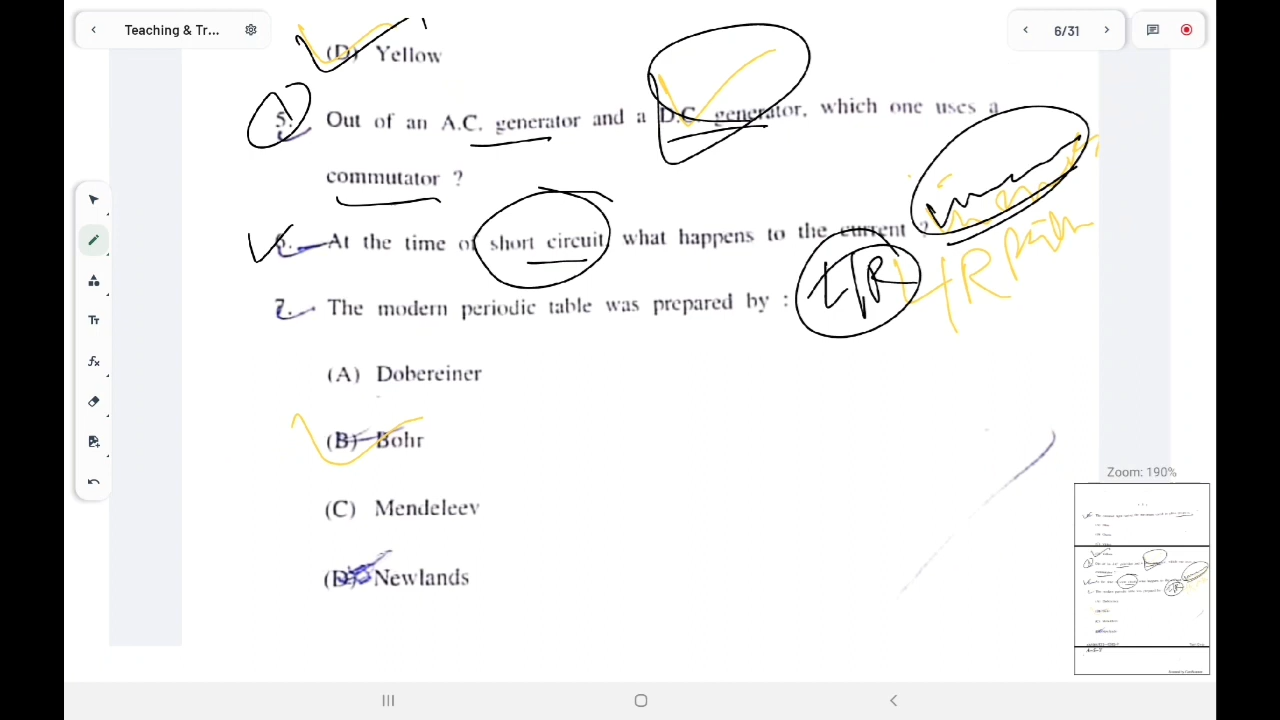 Teaching & Tr...
6/31
(D) Yellow
5. Out of an A.C. generator and a D.C. generator, which one uses a
commutator ?
6. At the time of short circuit, what happens to the current ?
7. The modern periodic table was prepared by :
(A) Dobereiner
(B) Bohr
(C) Mendeleev
(D) Newlands
Tr
fx
Zoom: 190%